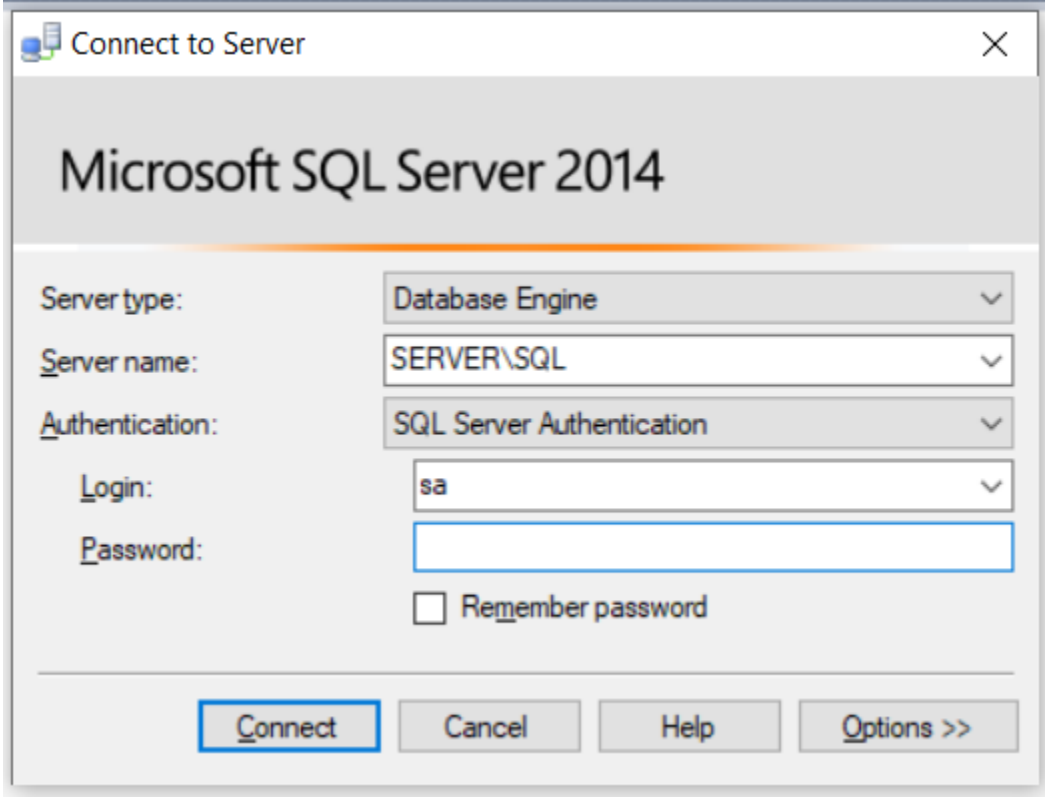 Connect to Server
Microsoft SQL Server 2014
Server type: Database Engine
Server name: SERVER\SQL
Authentication: SQL Server Authentication
Login: sa
Password:
Remember password
Connect Cancel Help Options >>